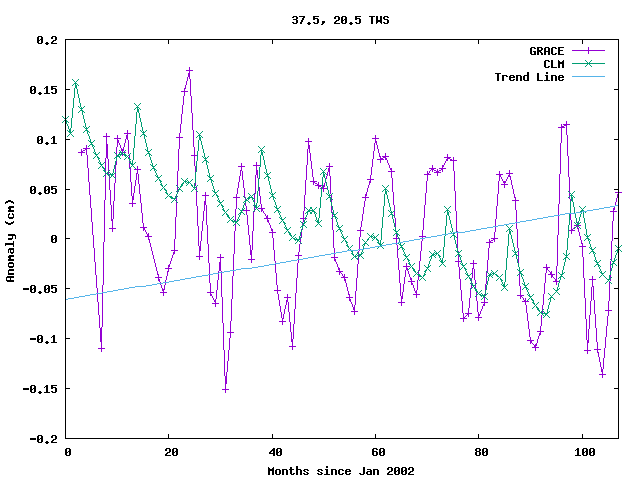 37.5, 20.5 TWS
GRACE
CLM
Trend Line
0.2
0.15
0.1
0.05
0
-0.05
-0.1
-0.15
-0.2
Anomaly (cm)
0 20 40 60 80 100
Months since Jan 2002